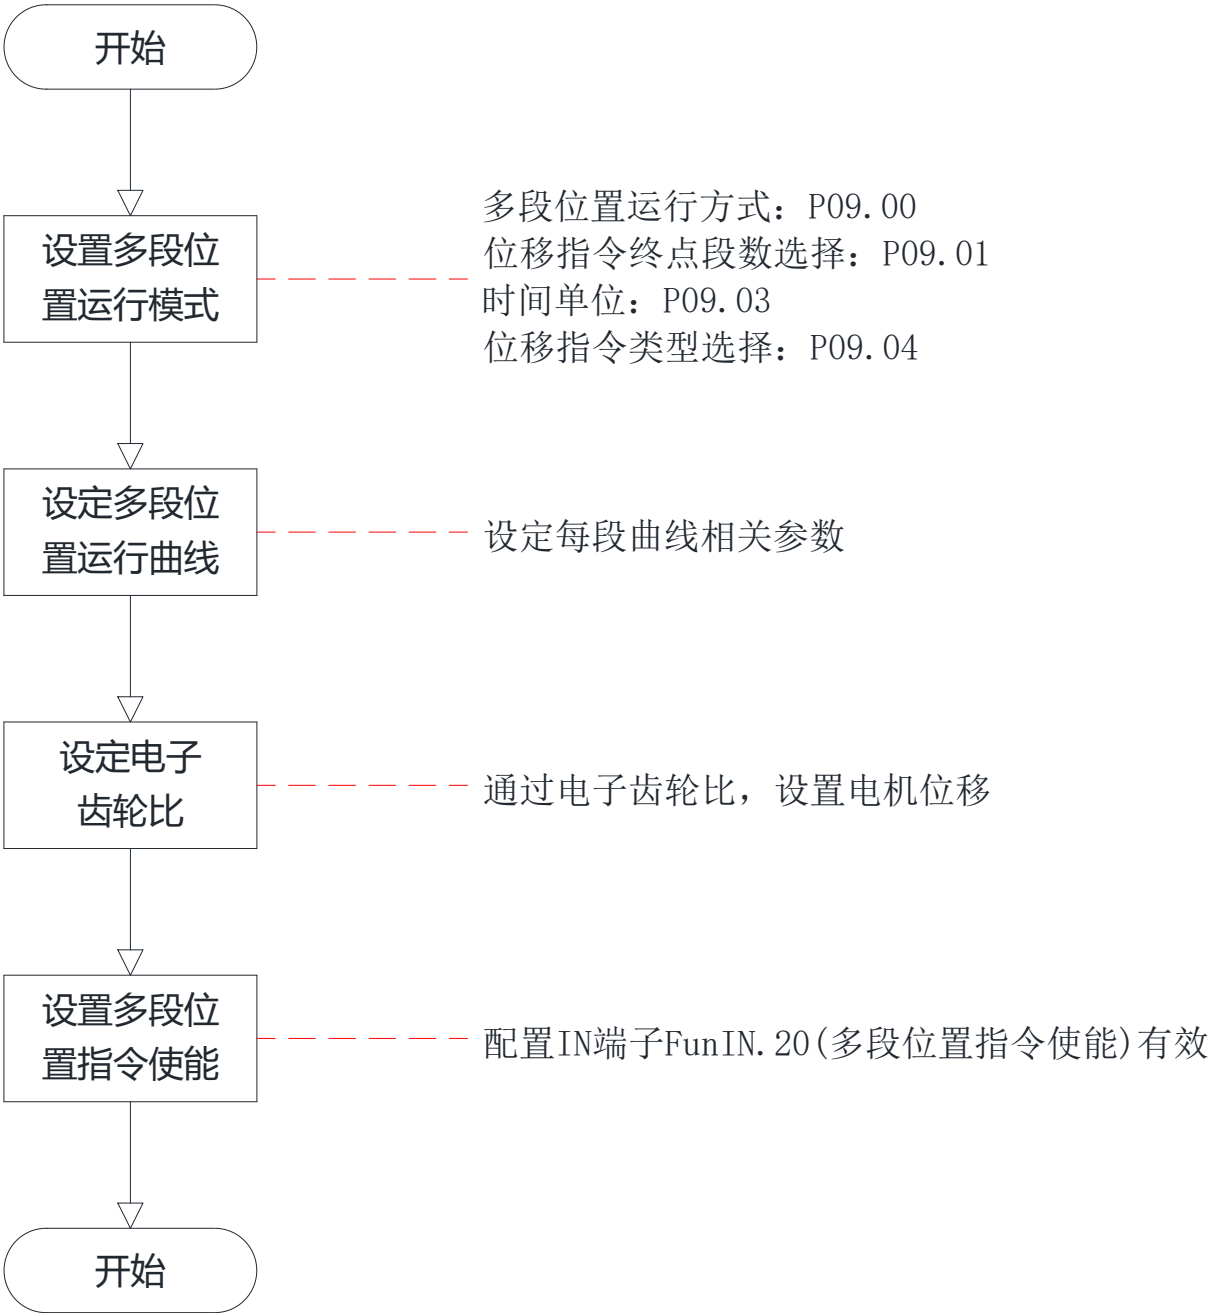 开始
设置多段位
置运行模式
多段位置运行方式：P09.00
位移指令终点段数选择：P09.01
时间单位：P09.03
位移指令类型选择：P09.04
设定多段位
置运行曲线
设定每段曲线相关参数
设定电子
齿轮比
通过电子齿轮比，设置电机位移
设置多段位
置指令使能
配置IN端子FunIN.20(多段位置指令使能)有效
开始